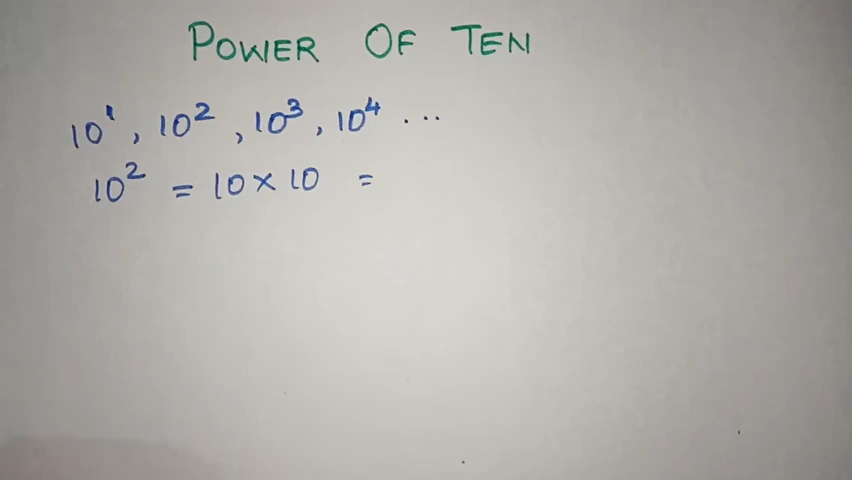 POWER OF TEN
10¹, 10², 10³, 10⁴ ...
10² = 10 × 10 =